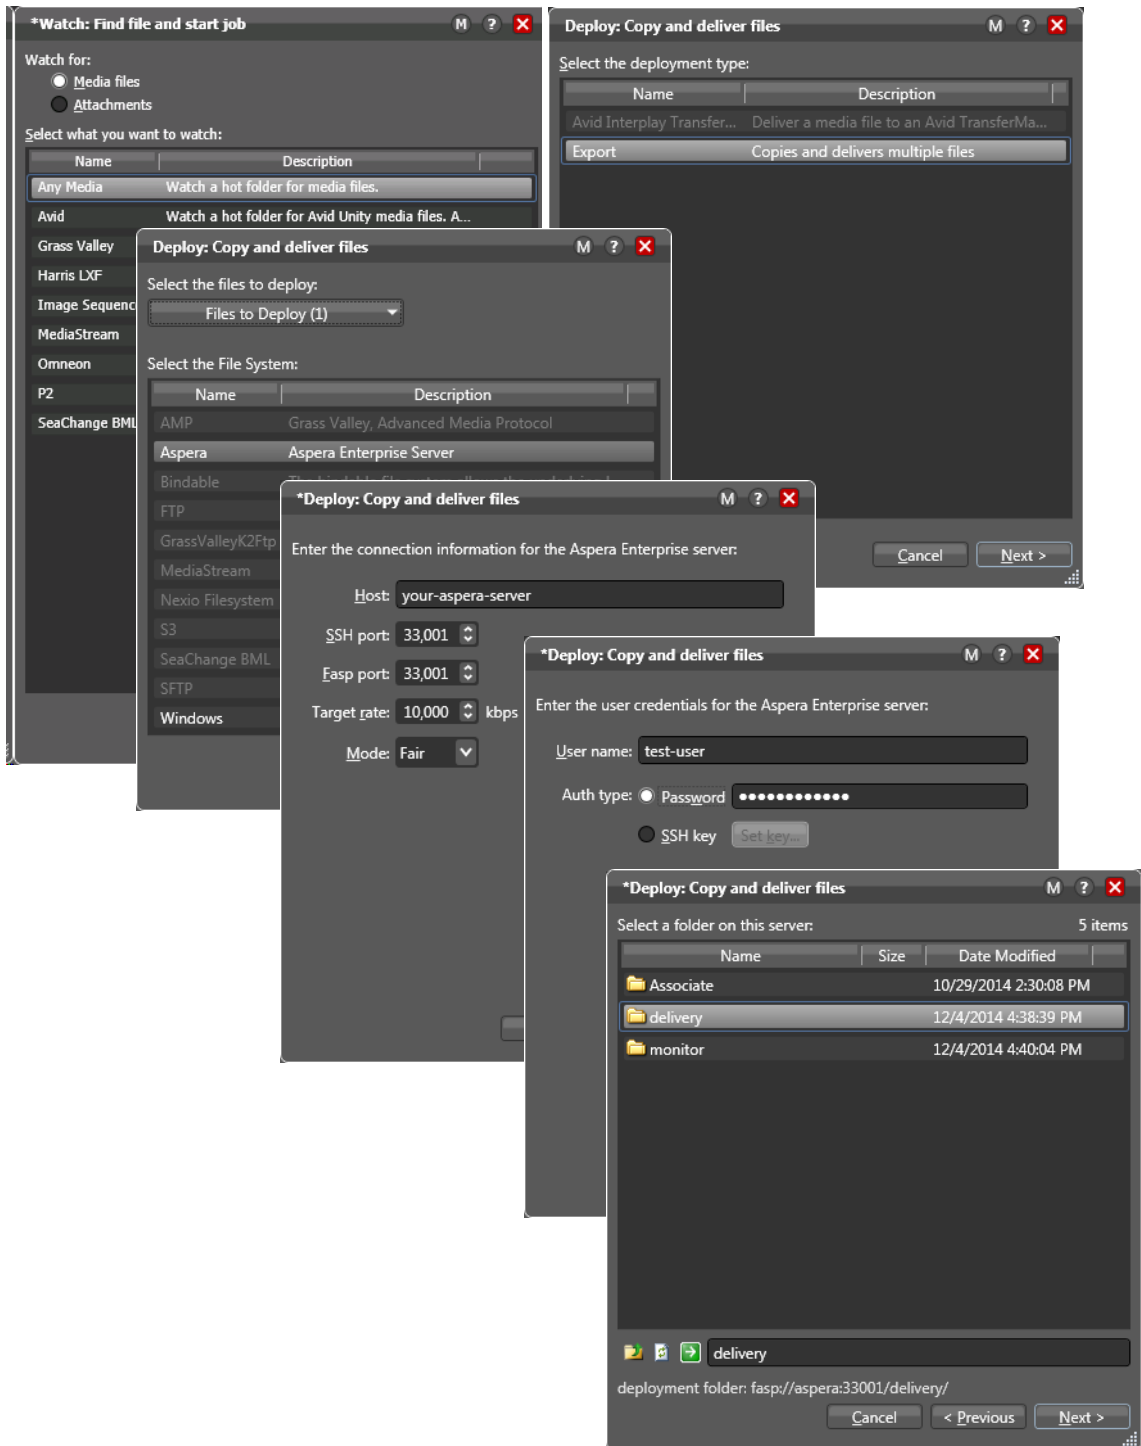 *Watch: Find file and start job
M ?
Watch for:
Media files
Attachments
Select what you want to watch:
Name Description
Any Media Watch a hot folder for media files.
Avid Watch a hot folder for Avid Unity media files. A...
Grass Valley
Harris LXF
Image Sequenc
MediaStream
Omneon
P2
SeaChange BML
Deploy: Copy and deliver files
M ?
Select the deployment type:
Name Description
Avid Interplay Transfer... Deliver a media file to an Avid TransferMa...
Export Copies and delivers multiple files
Cancel Next >
Deploy: Copy and deliver files
M ?
Select the files to deploy:
Files to Deploy (1)
Select the File System:
Name Description
AMP Grass Valley, Advanced Media Protocol
Aspera Aspera Enterprise Server
Bindable
FTP
GrassValleyK2Ftp
MediaStream
Nexio Filesystem
S3
SeaChange BML
SFTP
Windows
*Deploy: Copy and deliver files
M ?
Enter the connection information for the Aspera Enterprise server:
Host: your-aspera-server
SSH port: 33,001
Fasp port: 33,001
Target rate: 10,000 kbps
Mode: Fair
*Deploy: Copy and deliver files
M ?
Enter the user credentials for the Aspera Enterprise server:
User name: test-user
Auth type: Password ●●●●●●●●●●●●
SSH key Set key...
*Deploy: Copy and deliver files
M ?
Select a folder on this server: 5 items
Name Size Date Modified
Associate 10/29/2014 2:30:08 PM
delivery 12/4/2014 4:38:39 PM
monitor 12/4/2014 4:40:04 PM
delivery
deployment folder: fasp://aspera:33001/delivery/
Cancel < Previous Next >